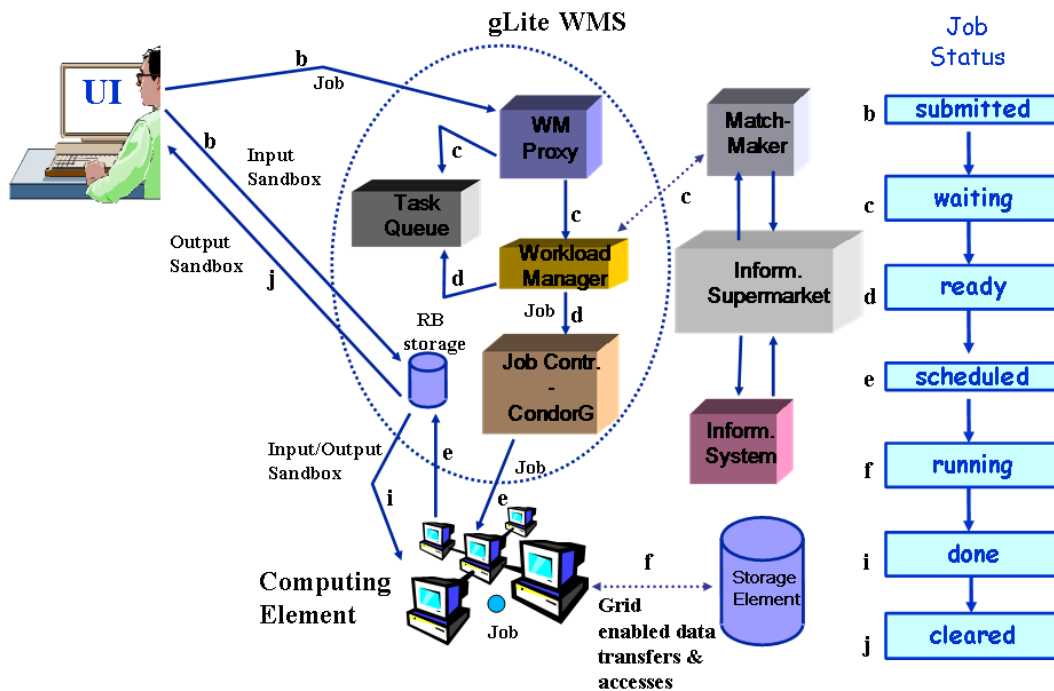 gLite WMS
Job
Status
UI
b
Job
WM
Proxy
Match-
Maker
b
submitted
b
Input
Sandbox
c
Task
Queue
c
c
c
waiting
Output
Sandbox
j
Workload
Manager
d
Job
d
Inform.
Supermarket
d
ready
RB
storage
Job Contr.
-
CondorG
e
scheduled
Inform.
System
Input/Output
Sandbox
i
e
Job
e
f
running
Computing
Element
Job
f
Grid
enabled data
transfers &
accesses
Storage
Element
i
done
j
cleared